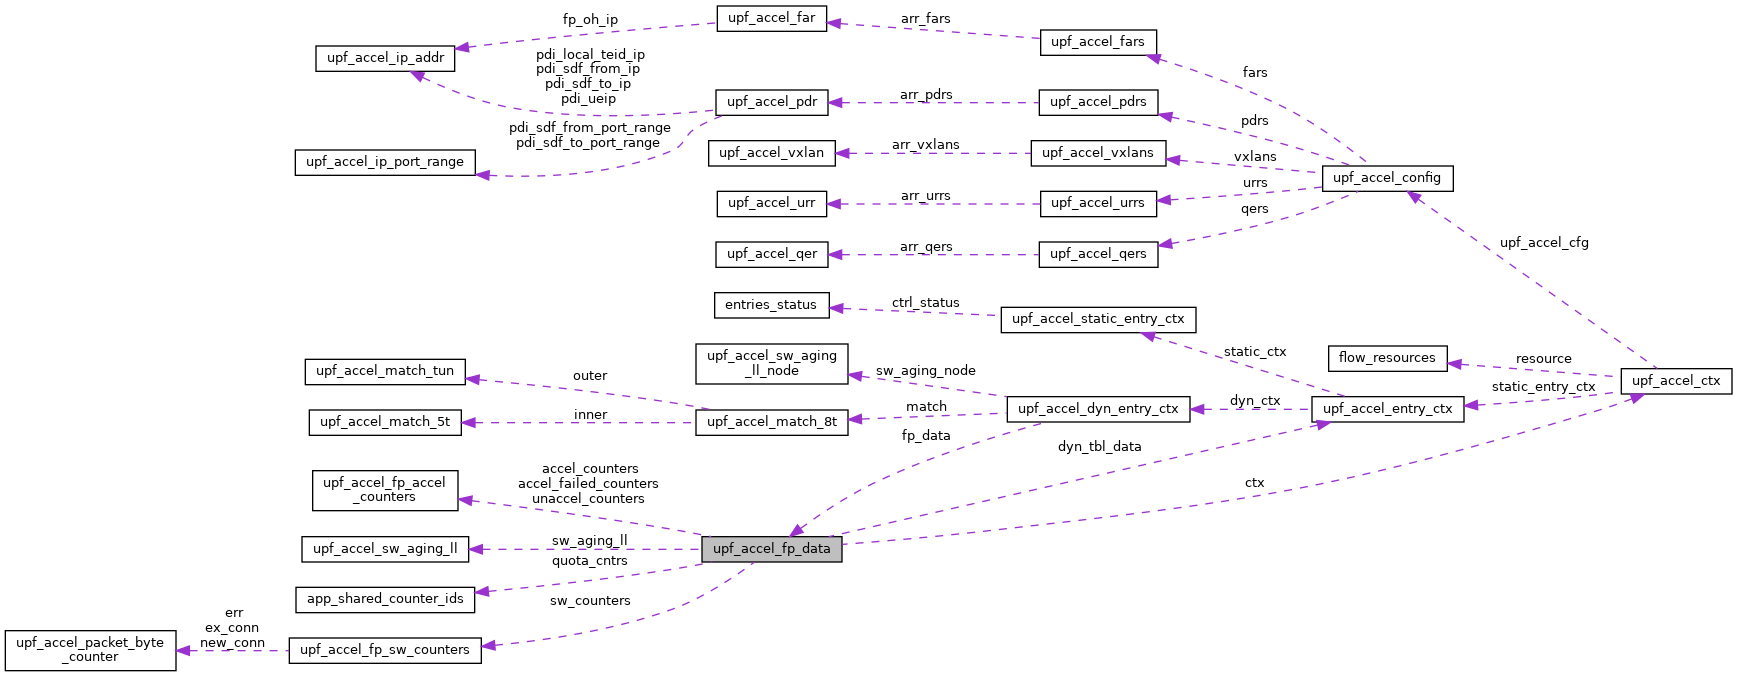 upf_accel_far
fp_oh_ip
arr_fars
upf_accel_fars
upf_accel_ip_addr
pdi_local_teid_ip
pdi_sdf_from_ip
pdi_sdf_to_ip
pdi_ueip
fars
upf_accel_pdr
arr_pdrs
upf_accel_pdrs
pdrs
pdi_sdf_from_port_range
pdi_sdf_to_port_range
upf_accel_ip_port_range
upf_accel_vxlan
arr_vxlans
upf_accel_vxlans
vxlans
upf_accel_config
urrs
upf_accel_urr
arr_urrs
upf_accel_urrs
qers
upf_accel_qer
arr_qers
upf_accel_qers
upf_accel_cfg
entries_status
ctrl_status
upf_accel_static_entry_ctx
static_ctx
flow_resources
resource
upf_accel_sw_aging
_ll_node
sw_aging_node
upf_accel_match_tun
outer
upf_accel_ctx
static_entry_ctx
upf_accel_match_5t
inner
upf_accel_match_8t
match
upf_accel_dyn_entry_ctx
dyn_ctx
upf_accel_entry_ctx
fp_data
dyn_tbl_data
ctx
upf_accel_fp_accel
_counters
accel_counters
accel_failed_counters
unaccel_counters
upf_accel_sw_aging_ll
sw_aging_ll
upf_accel_fp_data
quota_cntrs
app_shared_counter_ids
sw_counters
upf_accel_packet_byte
_counter
err
ex_conn
new_conn
upf_accel_fp_sw_counters